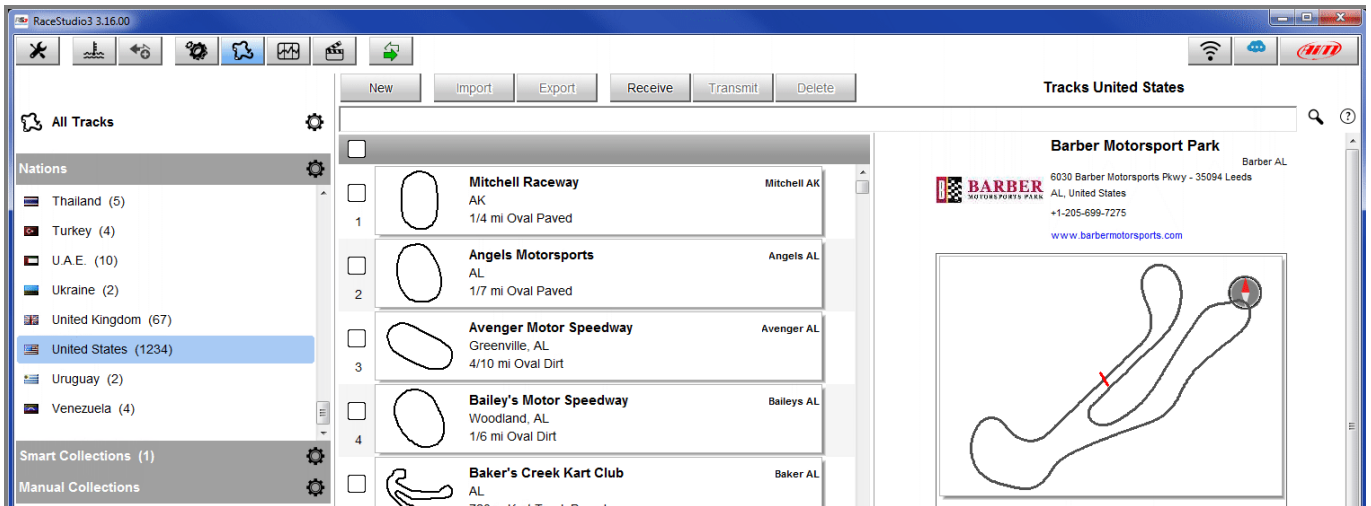 RaceStudio3 3.16.00
AiM
New Import Export Receive Transmit Delete
Tracks United States
All Tracks
Nations
Thailand (5)
Turkey (4)
U.A.E. (10)
Ukraine (2)
United Kingdom (67)
United States (1234)
Uruguay (2)
Venezuela (4)
Smart Collections (1)
Manual Collections
1
Mitchell Raceway
Mitchell AK
AK
1/4 mi Oval Paved
2
Angels Motorsports
Angels AL
AL
1/7 mi Oval Paved
3
Avenger Motor Speedway
Avenger AL
Greenville, AL
4/10 mi Oval Dirt
4
Bailey's Motor Speedway
Baileys AL
Woodland, AL
1/6 mi Oval Dirt
Baker's Creek Kart Club
Baker AL
AL
Barber Motorsport Park
Barber AL
BARBER
MOTORSPORTS PARK
6030 Barber Motorsports Pkwy - 35094 Leeds
AL, United States
+1-205-699-7275
www.barbermotorsports.com